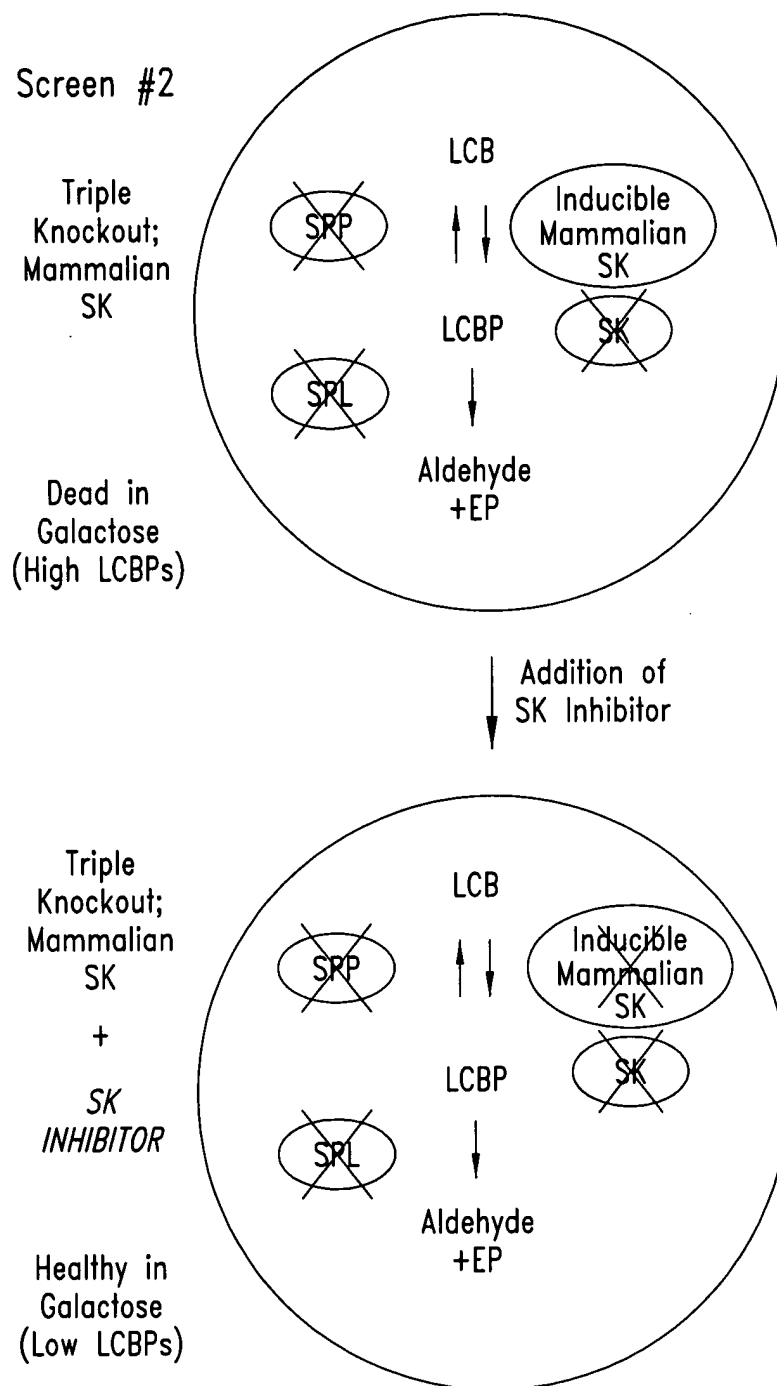 Screen #2
Triple
Knockout;
Mammalian
SK
SPP
LCB
Inducible
Mammalian
SK
SK
LCBP
SPL
Aldehyde
+EP
Dead in
Galactose
(High LCBPs)
Addition of
SK Inhibitor
Triple
Knockout;
Mammalian
SK
+
SK
INHIBITOR
SPP
LCB
Inducible
Mammalian
SK
SK
LCBP
SPL
Aldehyde
+EP
Healthy in
Galactose
(Low LCBPs)